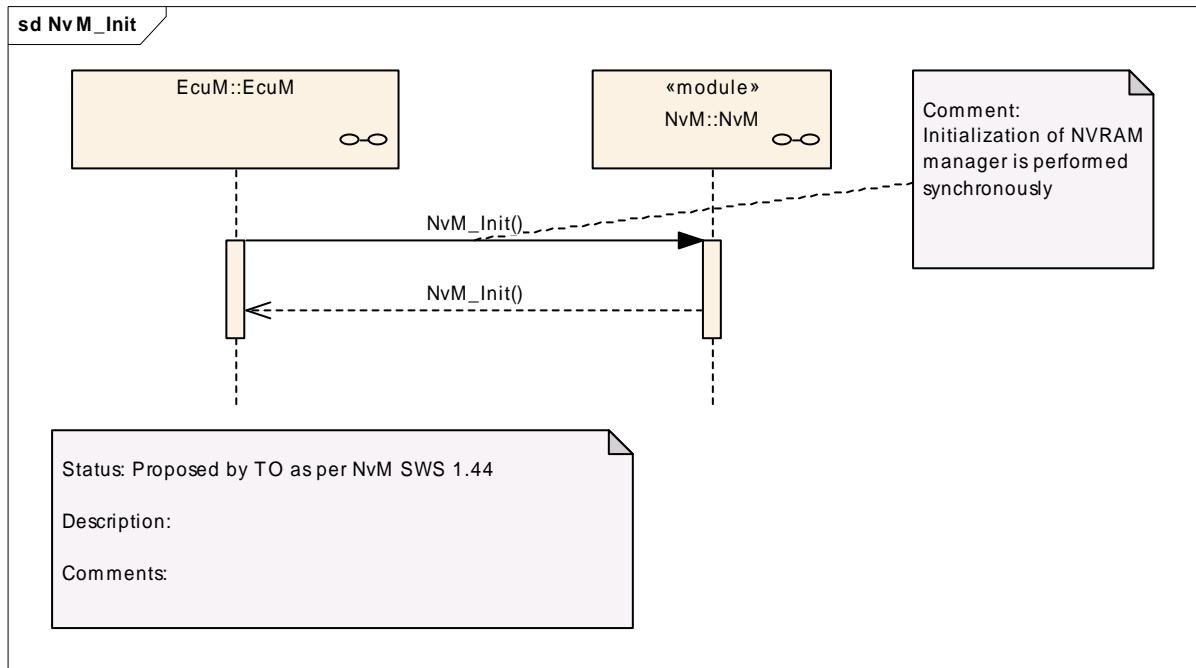 sd NvM_Init
EcuM::EcuM
«module»
NvM::NvM
Comment:
Initialization of NVRAM
manager is performed
synchronously
NvM_Init()
NvM_Init()
Status: Proposed by TO as per NvM SWS 1.44
Description:
Comments: